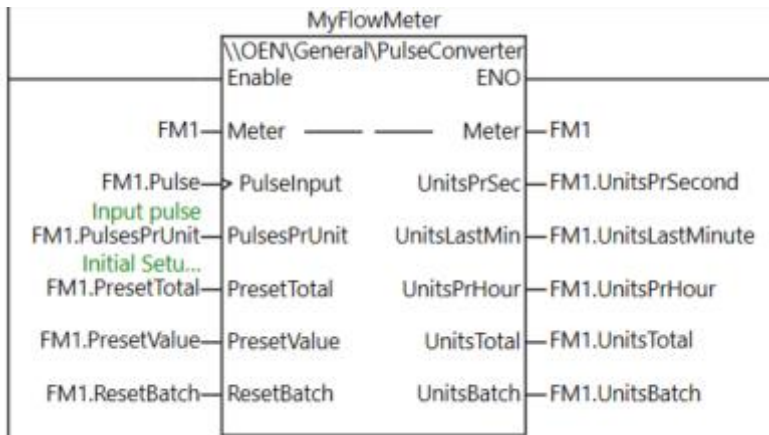 MyFlowMeter
\\OEN\General\PulseConverter
Enable ENO
FM1 Meter Meter FM1
FM1.Pulse PulseInput UnitsPrSec FM1.UnitsPrSecond
Input pulse
FM1.PulsesPrUnit PulsesPrUnit UnitsLastMin FM1.UnitsLastMinute
Initial Setu...
FM1.PresetTotal PresetTotal UnitsPrHour FM1.UnitsPrHour
FM1.PresetValue PresetValue UnitsTotal FM1.UnitsTotal
FM1.ResetBatch ResetBatch UnitsBatch FM1.UnitsBatch